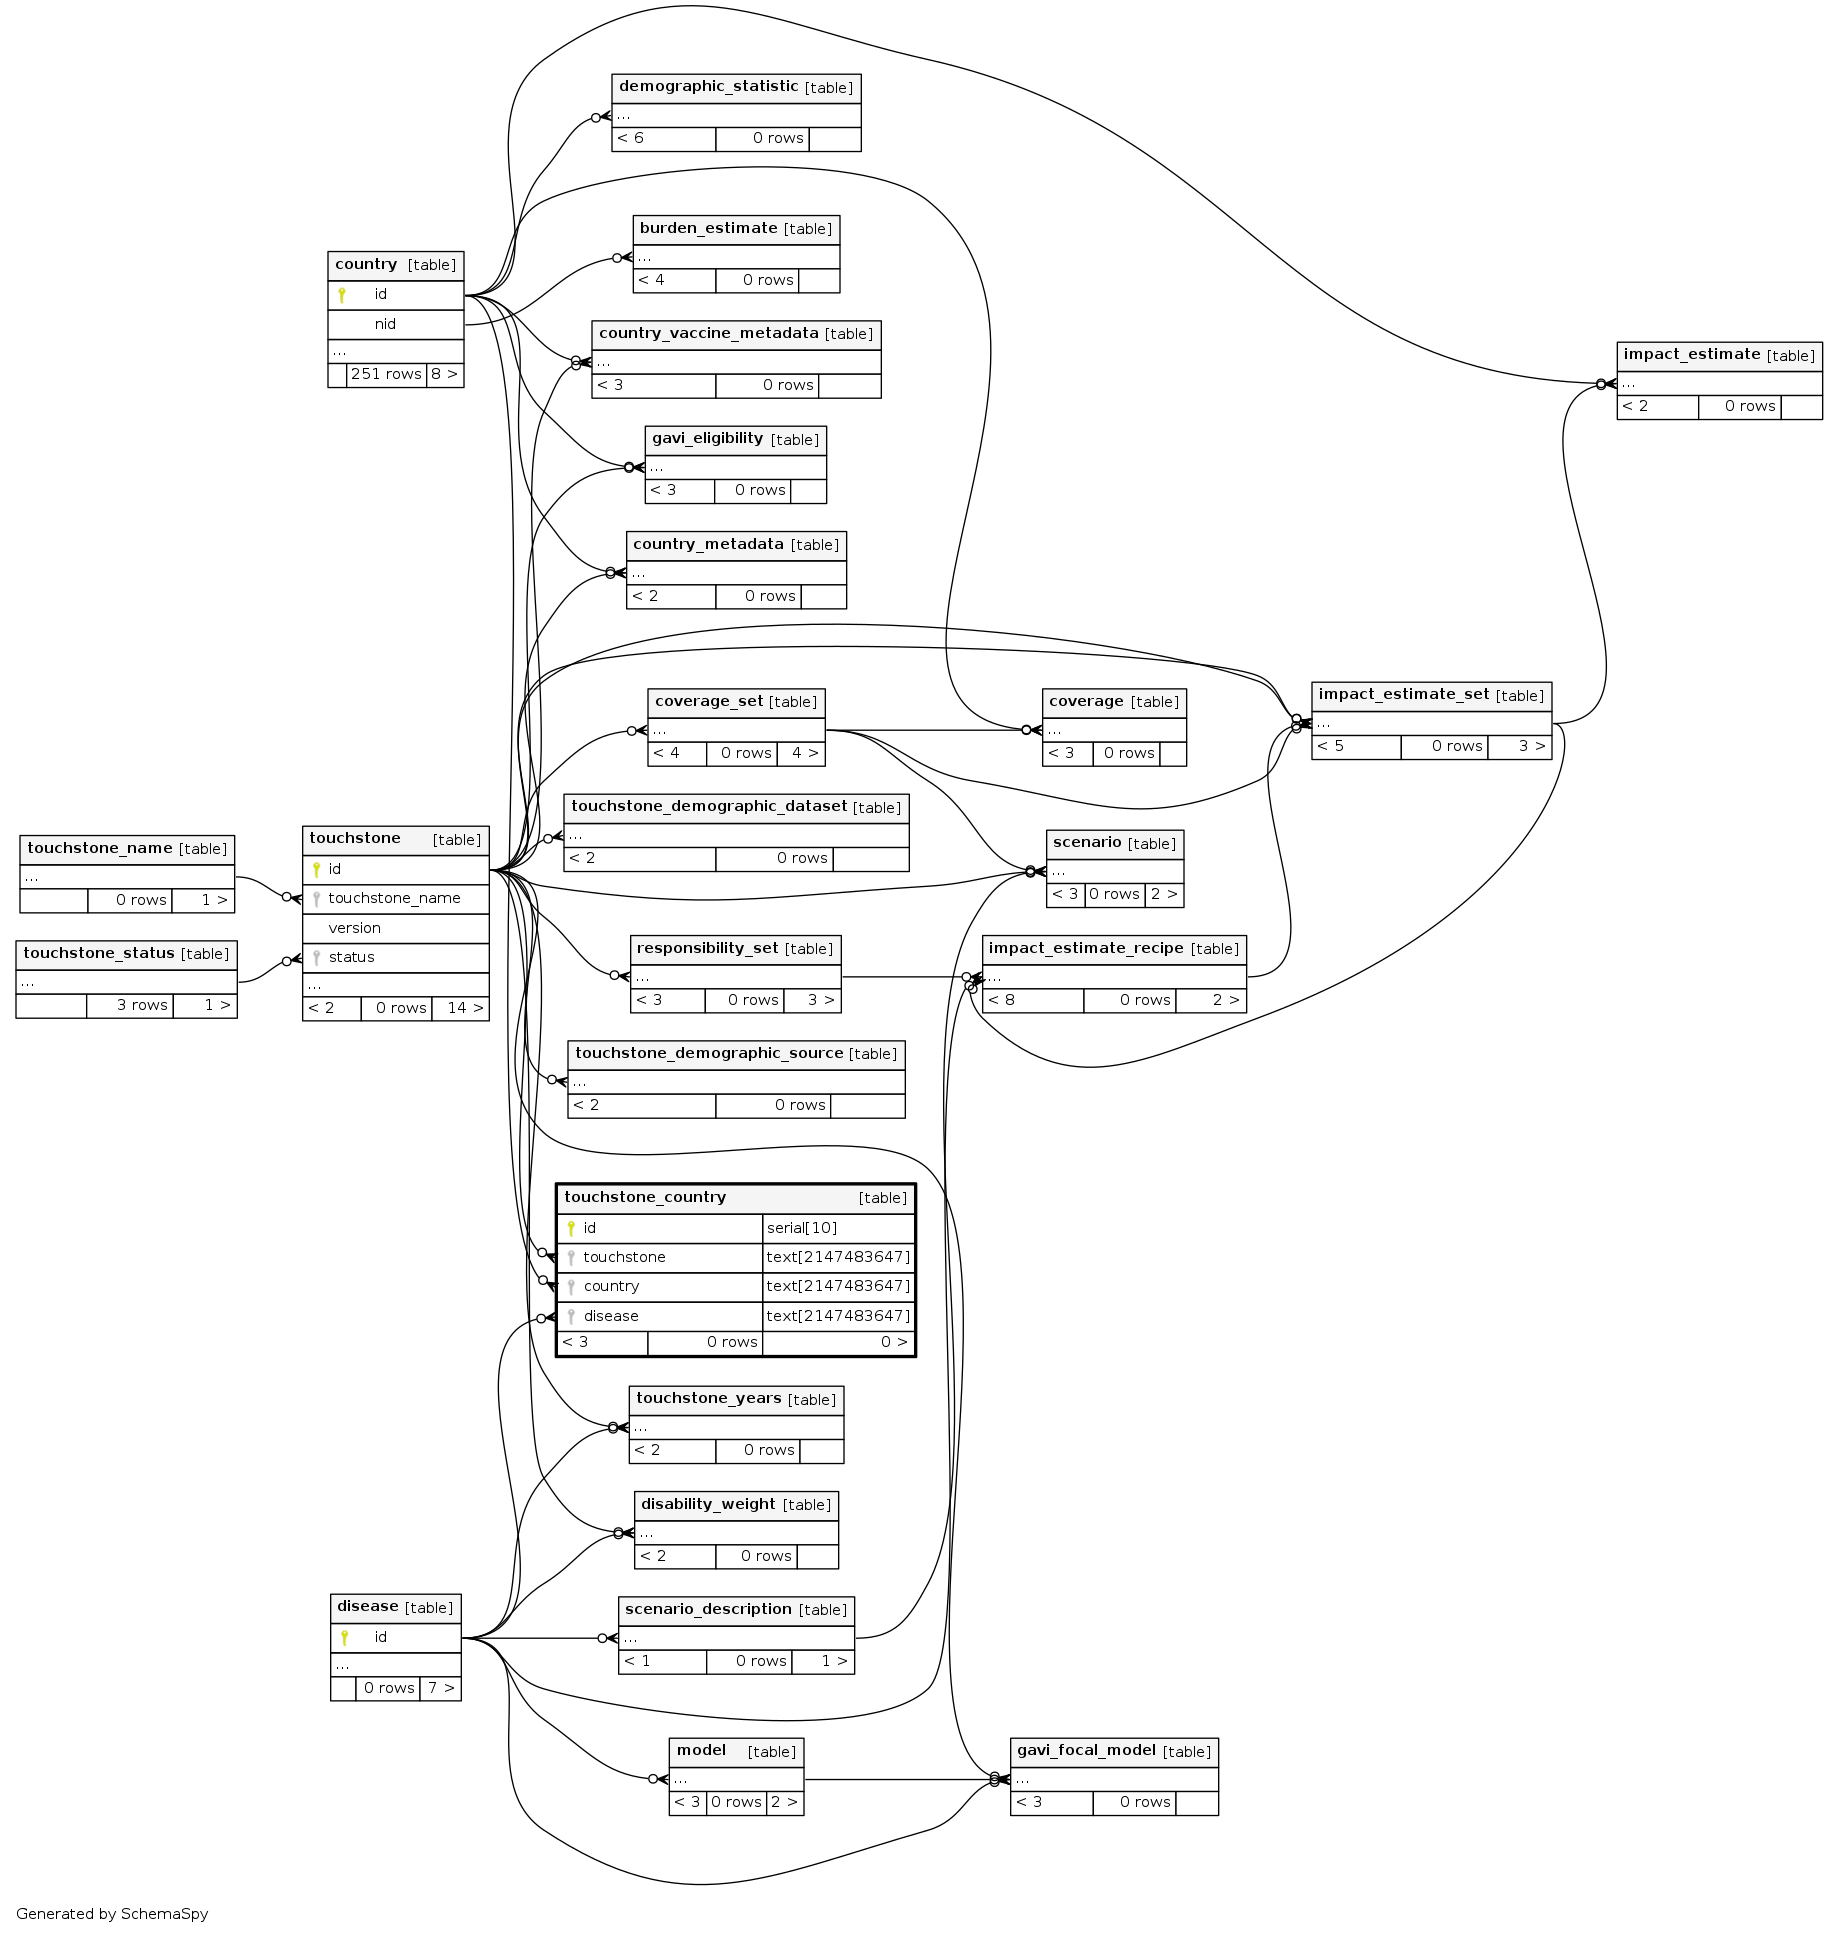 demographic_statistic [table]
...
< 6 0 rows
burden_estimate [table]
...
< 4 0 rows
country [table]
id
nid
...
251 rows 8 >
country_vaccine_metadata [table]
...
< 3 0 rows
impact_estimate [table]
...
< 2 0 rows
gavi_eligibility [table]
...
< 3 0 rows
country_metadata [table]
...
< 2 0 rows
coverage_set [table]
...
< 4 0 rows 4 >
coverage [table]
...
< 3 0 rows
impact_estimate_set [table]
...
< 5 0 rows 3 >
touchstone_demographic_dataset [table]
...
< 2 0 rows
touchstone_name [table]
...
0 rows 1 >
touchstone_status [table]
...
3 rows 1 >
touchstone [table]
id
touchstone_name
version
status
...
< 2 0 rows 14 >
scenario [table]
...
< 3 0 rows 2 >
responsibility_set [table]
...
< 3 0 rows 3 >
impact_estimate_recipe [table]
...
< 8 0 rows 2 >
touchstone_demographic_source [table]
...
< 2 0 rows
touchstone_country [table]
id serial[10]
touchstone text[2147483647]
country text[2147483647]
disease text[2147483647]
< 3 0 rows 0 >
touchstone_years [table]
...
< 2 0 rows
disability_weight [table]
...
< 2 0 rows
disease [table]
id
...
0 rows 7 >
scenario_description [table]
...
< 1 0 rows 1 >
model [table]
...
< 3 0 rows 2 >
gavi_focal_model [table]
...
< 3 0 rows
Generated by SchemaSpy